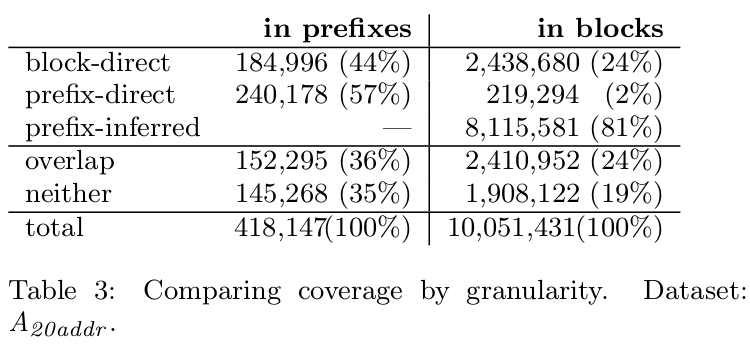 in prefixes in blocks
block-direct 184,996 (44%) 2,438,680 (24%)
prefix-direct 240,178 (57%) 219,294 (2%)
prefix-inferred — 8,115,581 (81%)
overlap 152,295 (36%) 2,410,952 (24%)
neither 145,268 (35%) 1,908,122 (19%)
total 418,147(100%) 10,051,431(100%)
Table 3: Comparing coverage by granularity. Dataset:
A20addr.